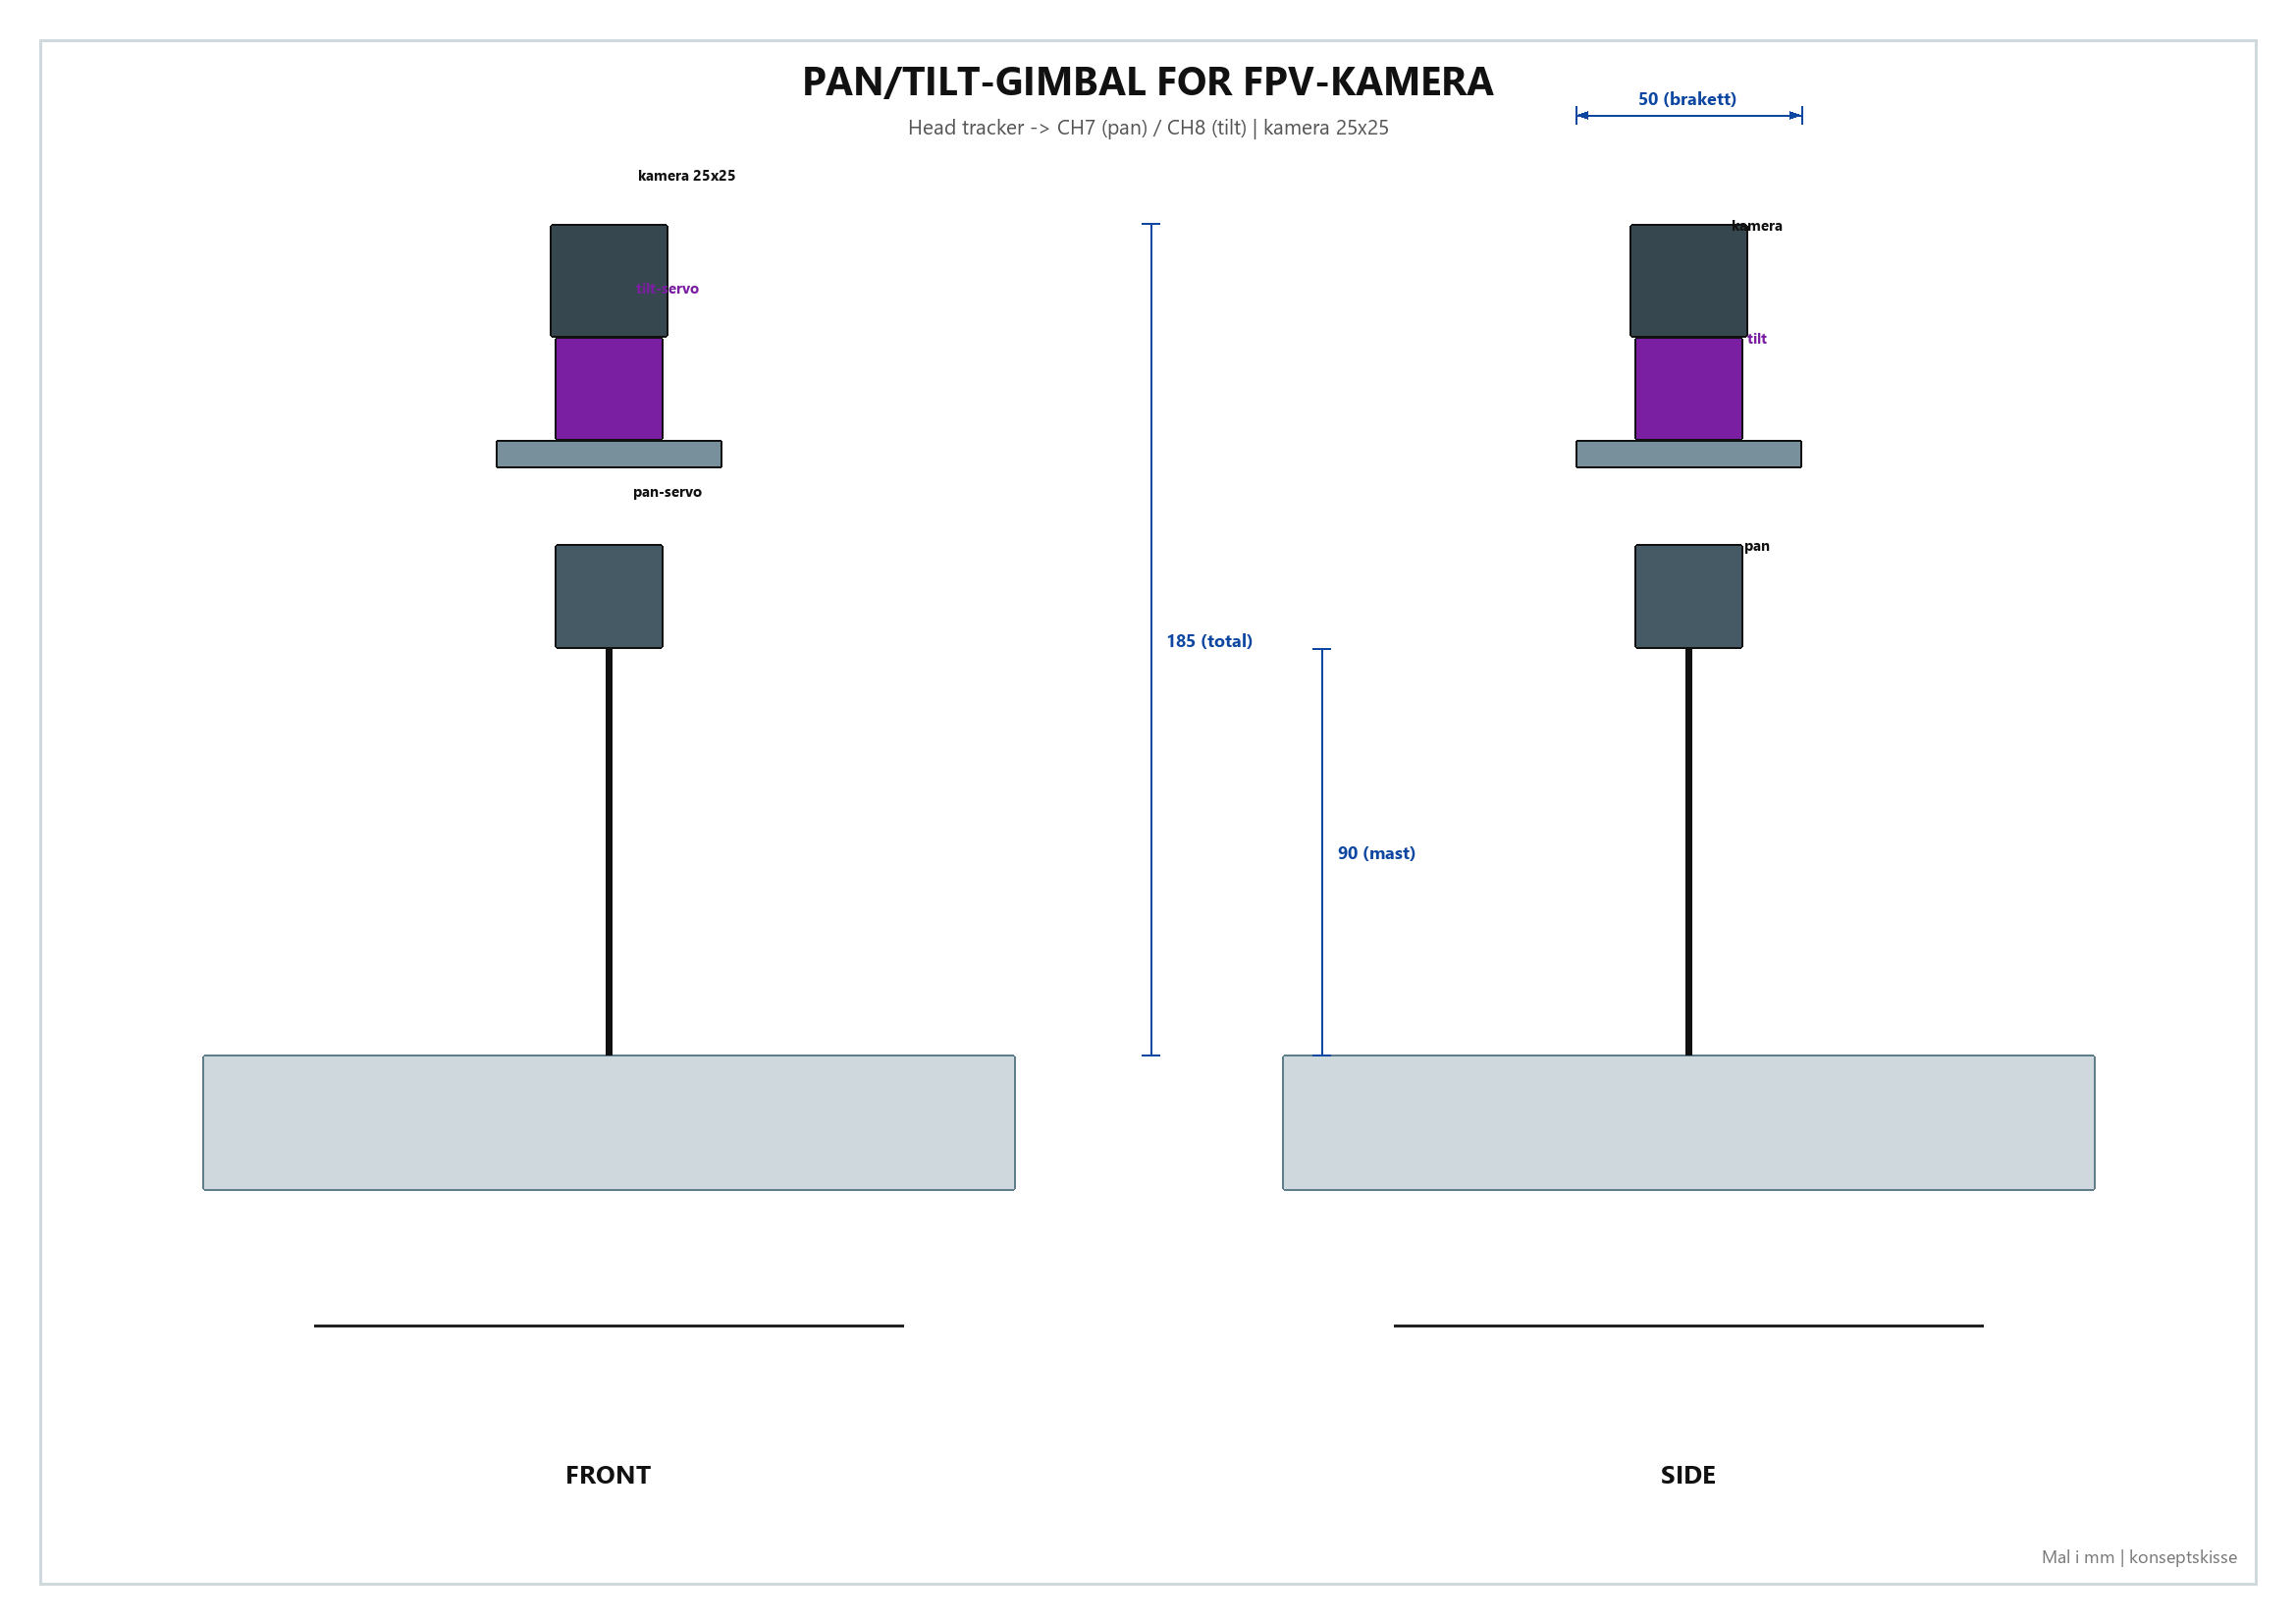 PAN/TILT-GIMBAL FOR FPV-KAMERA
Head tracker -> CH7 (pan) / CH8 (tilt) | kamera 25x25
50 (brakett)
kamera 25x25
kamera
tilt-servo
tilt
pan-servo
pan
185 (total)
90 (mast)
FRONT
SIDE
Mal i mm | konseptskisse